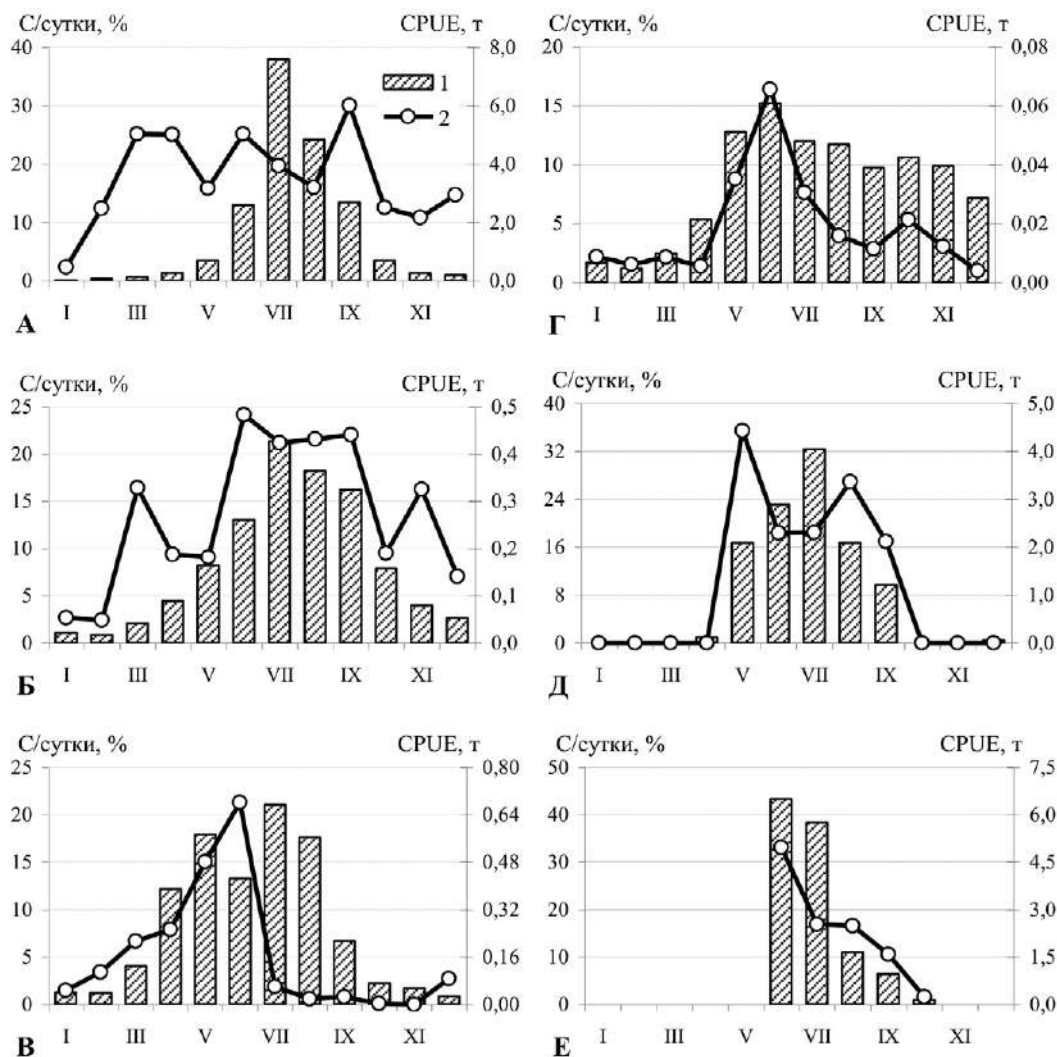 С/сутки, % CPUE, т
40 8,0
30 6,0
20 4,0
10 2,0
0 0,0
1
2
I III V VII IX XI
А
С/сутки, % CPUE, т
20 0,08
15 0,06
10 0,04
5 0,02
0 0,00
I III V VII IX XI
Г
С/сутки, % CPUE, т
25 0,5
20 0,4
15 0,3
10 0,2
5 0,1
0 0,0
I III V VII IX XI
Б
С/сутки, % CPUE, т
40 5,0
32 4,0
24 3,0
16 2,0
8 1,0
0 0,0
I III V VII IX XI
Д
С/сутки, % CPUE, т
25 0,80
20 0,64
15 0,48
10 0,32
5 0,16
0 0,00
I III V VII IX XI
В
С/сутки, % CPUE, т
50 7,5
40 6,0
30 4,5
20 3,0
10 1,5
0 0,0
I III V VII IX XI
Е